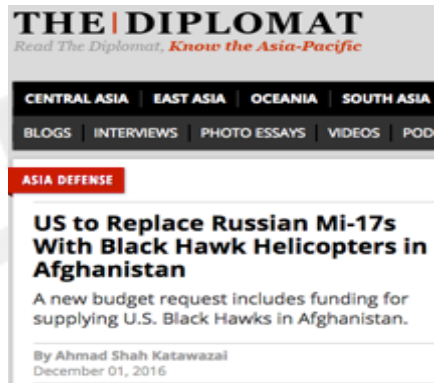 THE|DIPLOMAT
Read The Diplomat, Know the Asia-Pacific
CENTRAL ASIA EAST ASIA OCEANIA SOUTH ASIA
BLOGS INTERVIEWS PHOTO ESSAYS VIDEOS POD
ASIA DEFENSE
US to Replace Russian Mi-17s
With Black Hawk Helicopters in
Afghanistan
A new budget request includes funding for
supplying U.S. Black Hawks in Afghanistan.
By Ahmad Shah Katawazai
December 01, 2016